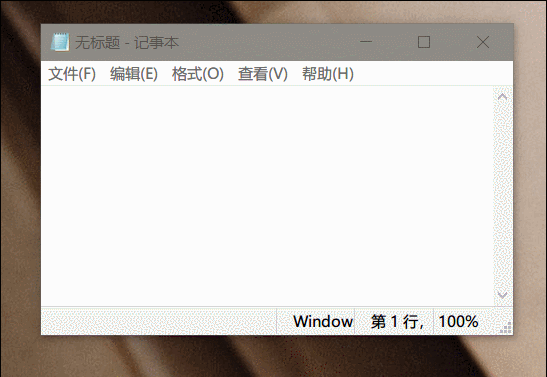 无标题 - 记事本
文件(F) 编辑(E) 格式(O) 查看(V) 帮助(H)
Window 第 1 行, 100%